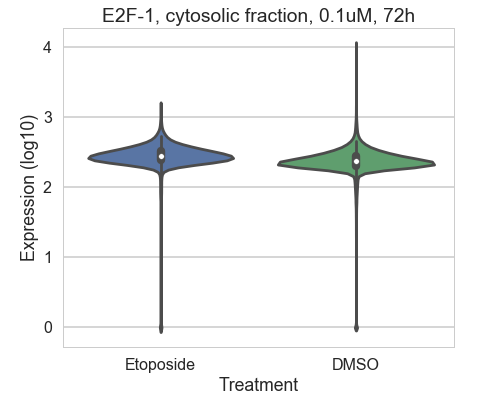 E2F-1, cytosolic fraction, 0.1uM, 72h
Expression (log10)
4
3
2
1
0
Etoposide
DMSO
Treatment